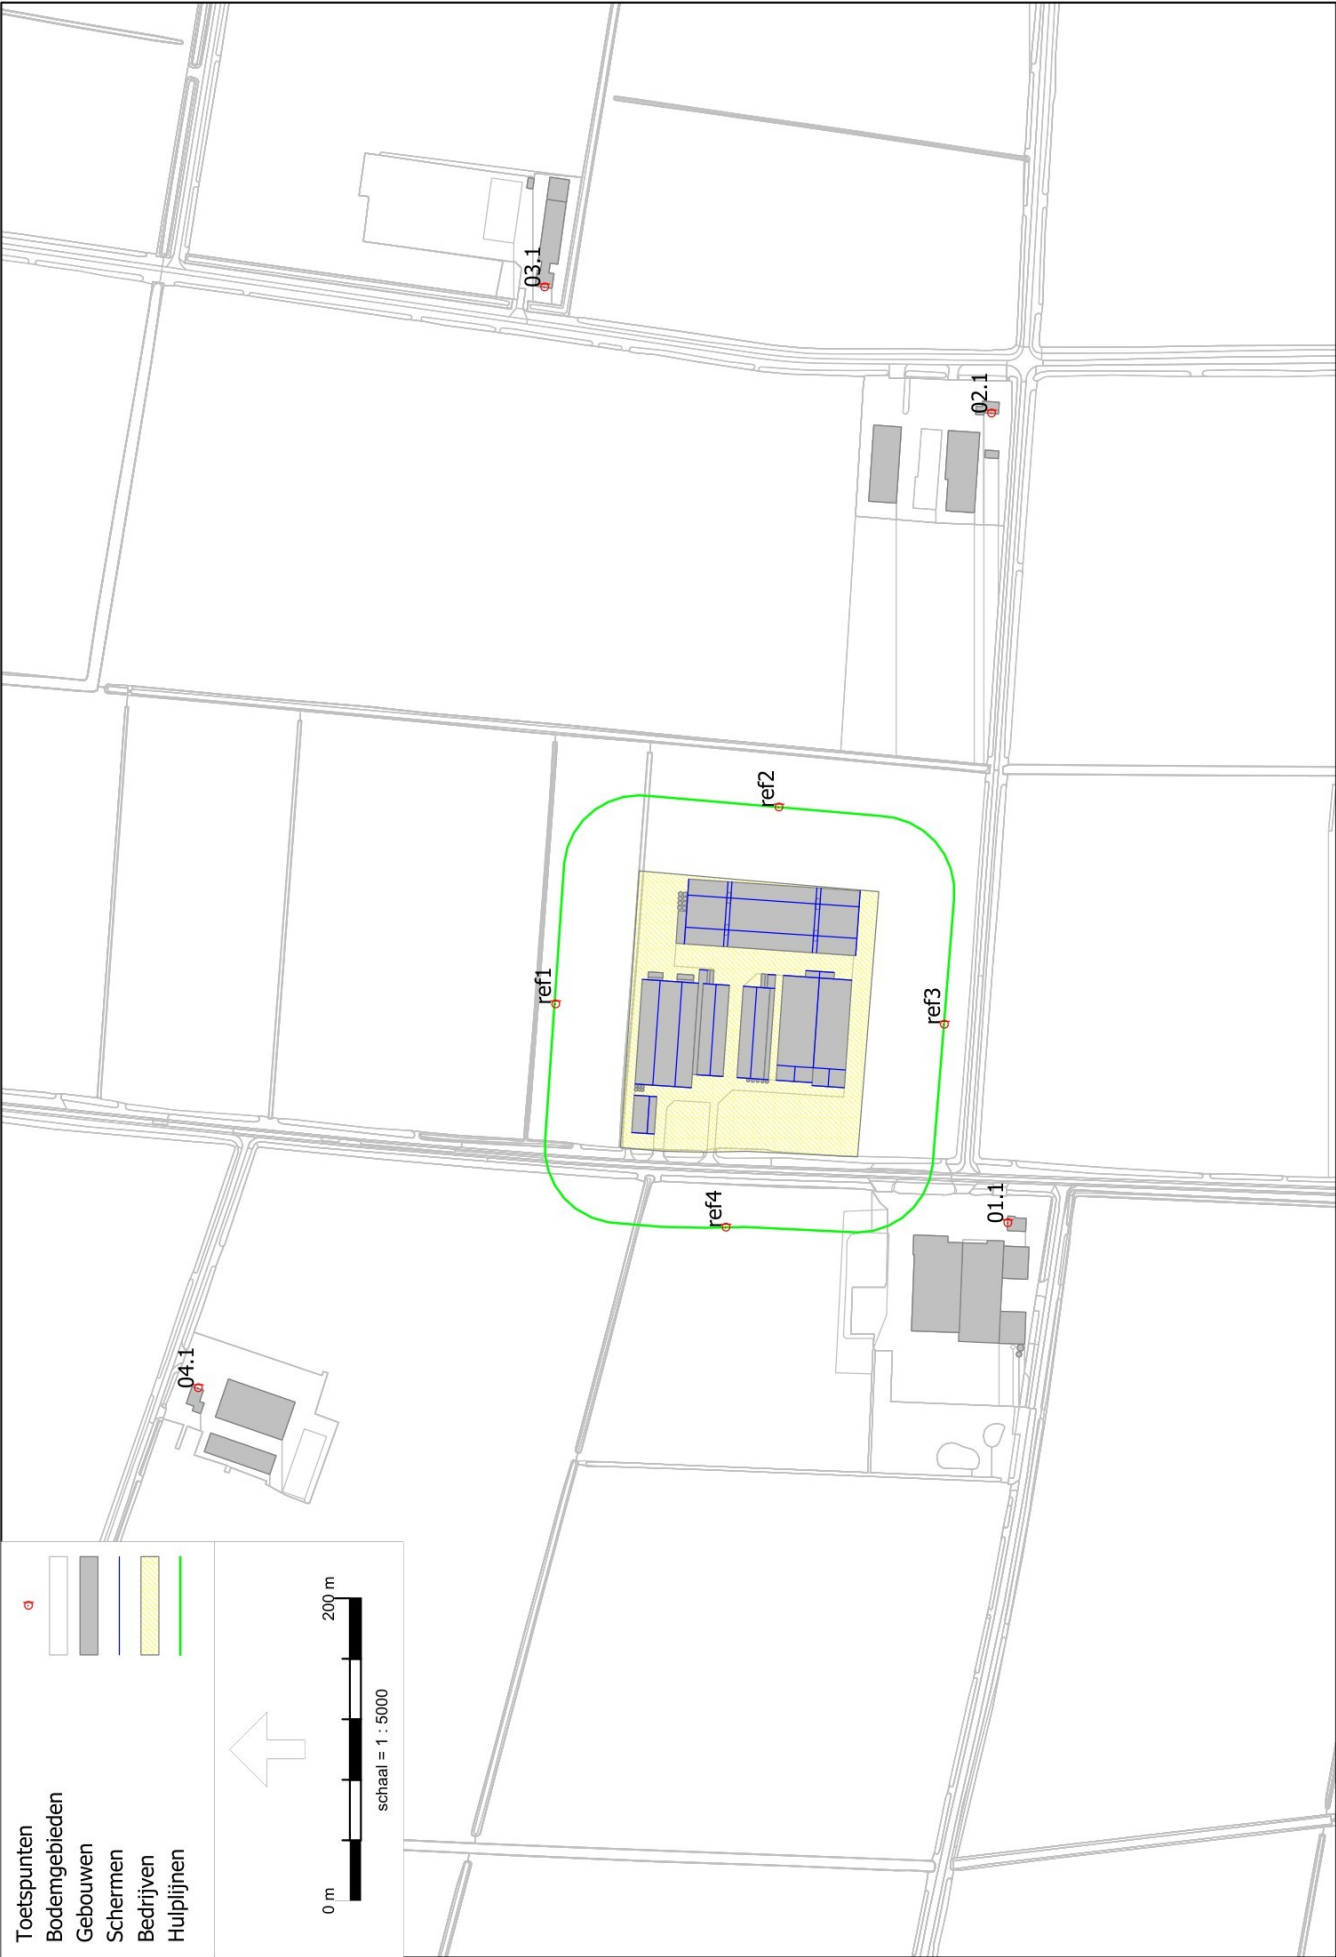 Toetspunten
Bodemgebieden
Gebouwen
Schermen
Bedrijven
Hulplijnen
0 m
200 m
schaal = 1 : 5000
04.1
03.1
ref1
ref2
ref4
ref3
02.1
01.1